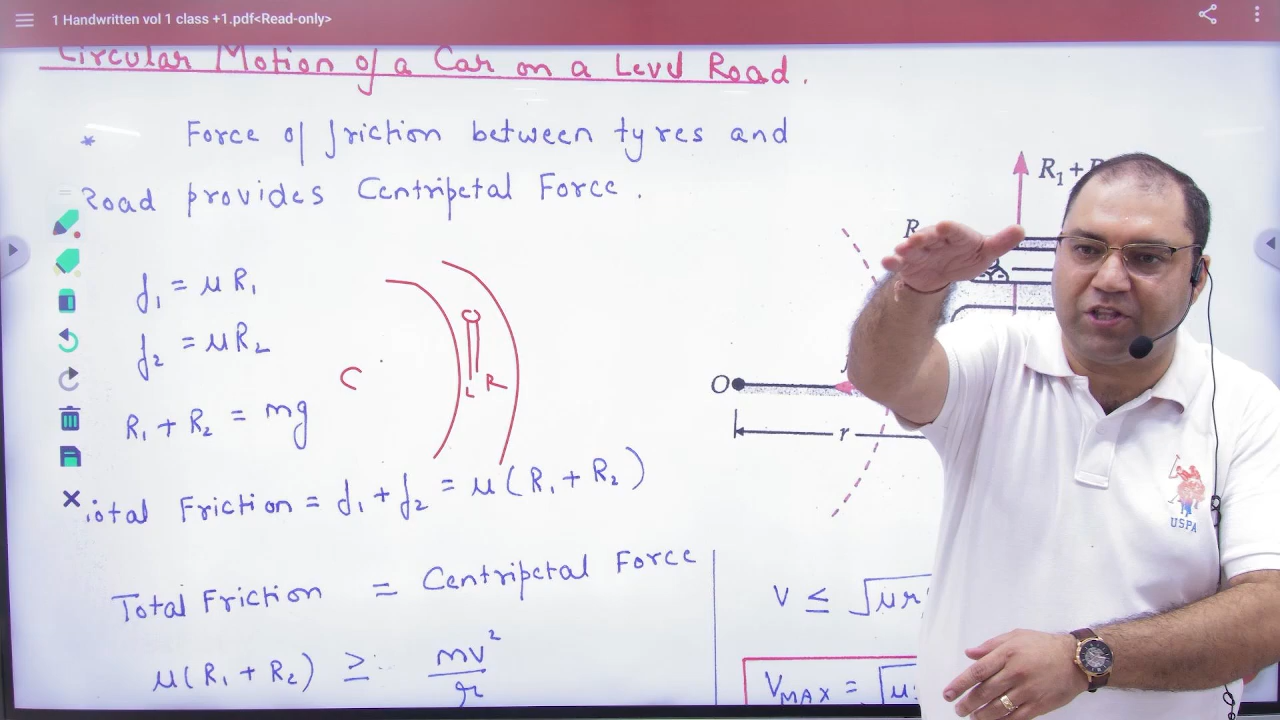 1 Handwritten vol 1 class +1.pdf<Read-only>
Circular Motion of a Car on a Level Road.
* Force of friction between tyres and
Road provides Centripetal Force.
f₁ = μR₁
f₂ = μR₂
R₁ + R₂ = mg
C
L R
Total Friction = f₁ + f₂ = μ(R₁ + R₂)
Total Friction = Centripetal Force
μ(R₁ + R₂) ≥ mv²/r
R₁+
R
O
r
V ≤ √μr
V_MAX = √μ
USPA